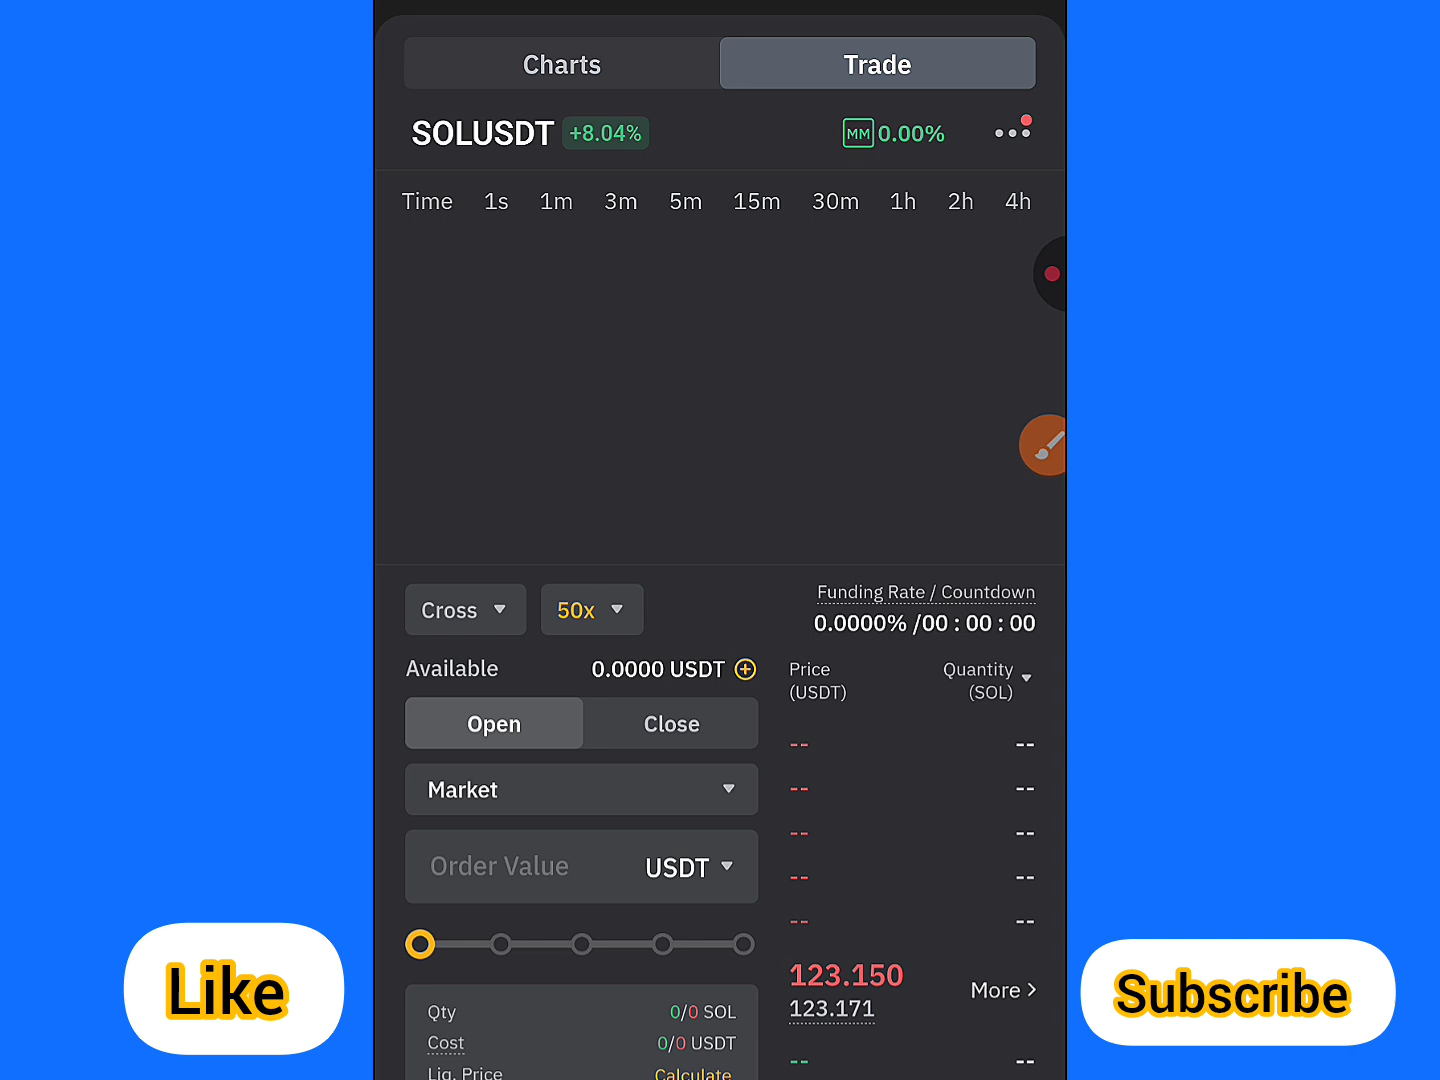 Charts Trade
SOLUSDT +8.04% MM 0.00%
Time 1s 1m 3m 5m 15m 30m 1h 2h 4h
Cross 50x
Funding Rate / Countdown
0.0000% /00 : 00 : 00
Available 0.0000 USDT
Price
(USDT)
Quantity
(SOL)
Open Close
-- --
Market
-- --
-- --
Order Value USDT
-- --
-- --
123.150
123.171
More
Qty 0/0 SOL
Cost 0/0 USDT
Liq. Price Calculate
-- --
Like
Subscribe